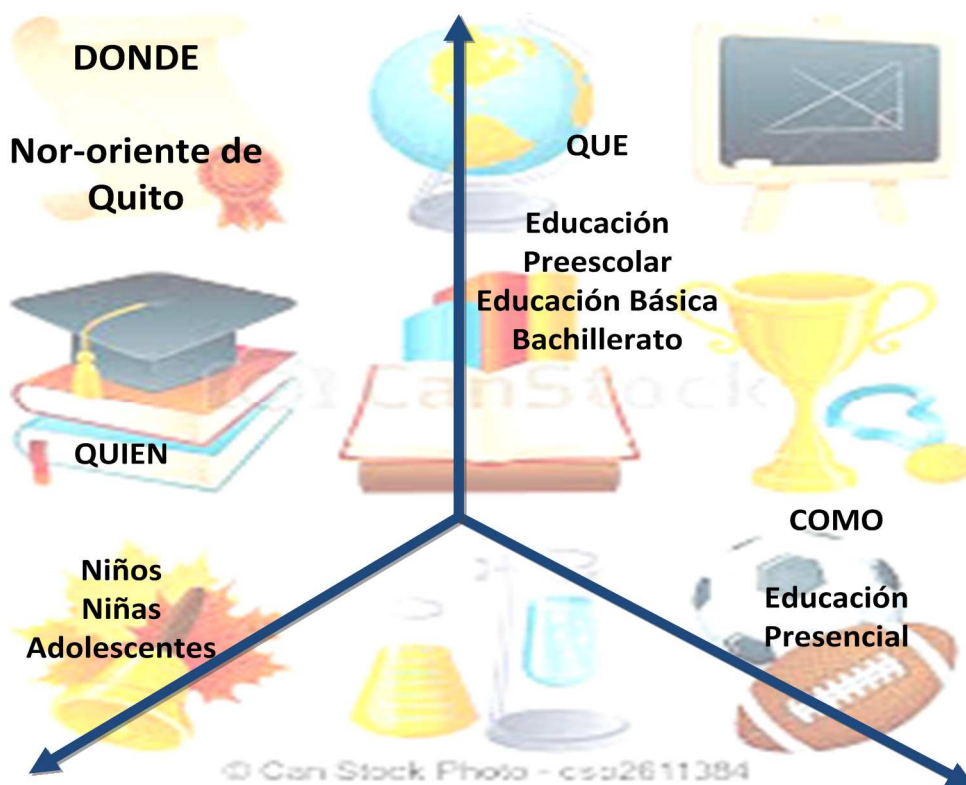 DONDE
Nor-oriente de
Quito
QUE
Educación
Preescolar
Educación Básica
Bachillerato
QUIEN
Niños
Niñas
Adolescentes
COMO
Educación
Presencial
CanStock
© Can Stock Photo - csp2611384